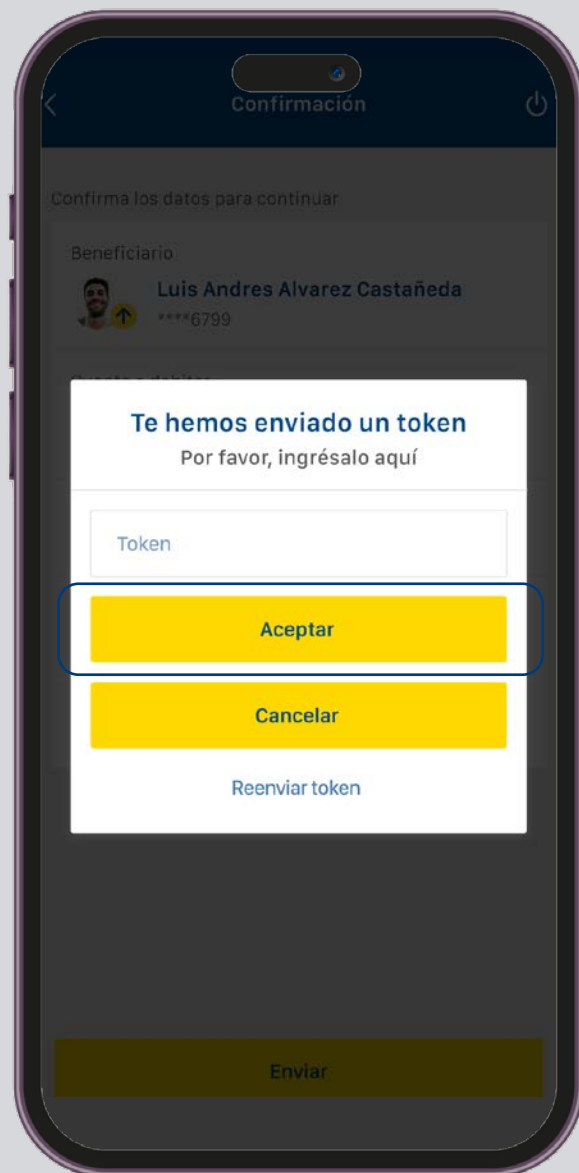 Confirmación
Confirma los datos para continuar
Beneficiario
Luis Andres Alvarez Castañeda
****6799
Te hemos enviado un token
Por favor, ingrésalo aquí
Token
Aceptar
Cancelar
Reenviar token
Enviar